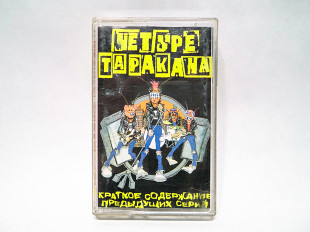 ЧЕТЫРЕ
ТАРАКАНА
КРАТКОЕ СОДЕРЖАНИЕ
ПРЕДЫДУЩИХ СЕРИЙ